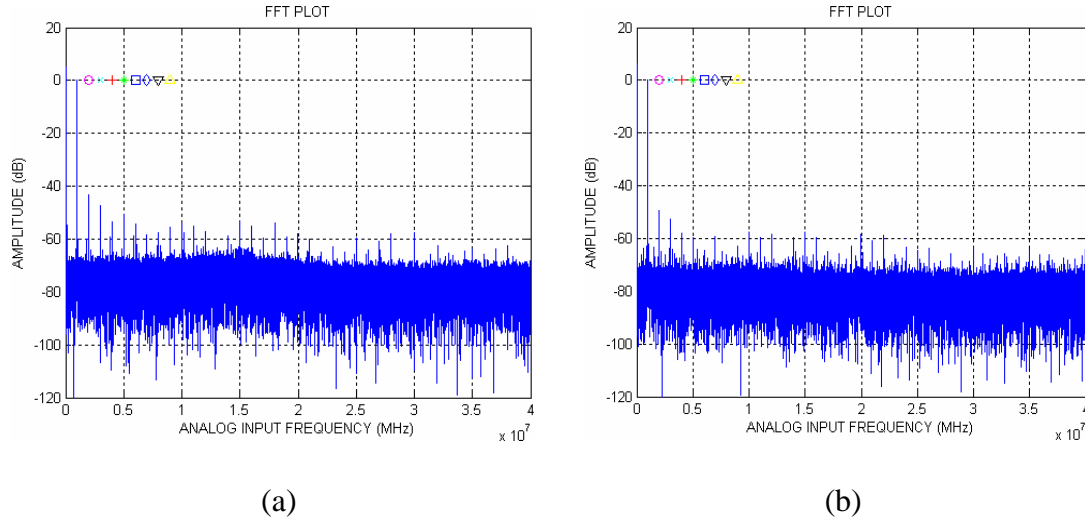 FFT PLOT
20
0
-20
-40
-60
-80
-100
-120
AMPLITUDE (dB)
0 0.5 1 1.5 2 2.5 3 3.5 4
ANALOG INPUT FREQUENCY (MHz)
x 10^7
(a)
FFT PLOT
20
0
-20
-40
-60
-80
-100
-120
AMPLITUDE (dB)
0 0.5 1 1.5 2 2.5 3 3.5
ANALOG INPUT FREQUENCY (MHz)
x 10^7
(b)